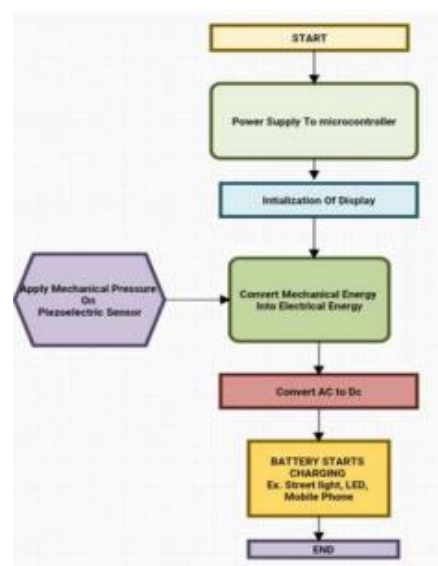 START
Power Supply To microcontroller
Intialization Of Display
Apply Mechanical Pressure
On
Piezoelectric Sensor
Convert Mechanical Energy
Into Electrical Energy
Convert AC to Dc
BATTERY STARTS
CHARGING
Ex. Street light, LED,
Mobile Phone
END